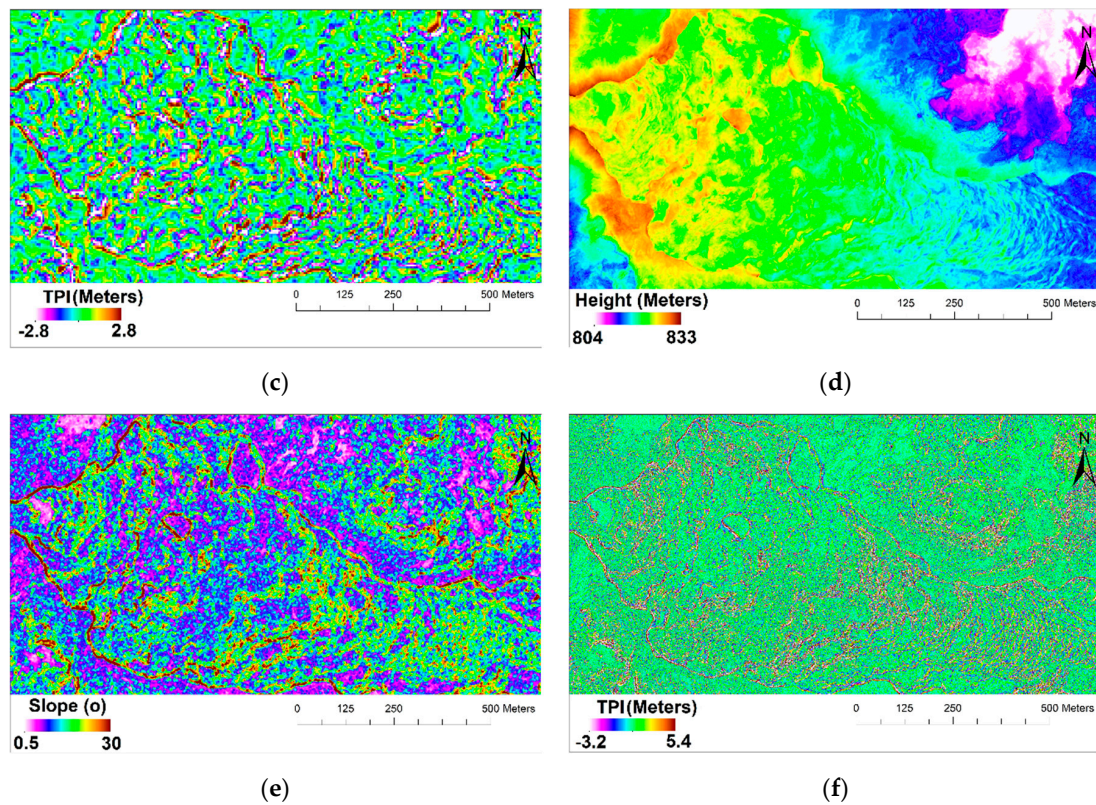 N
N
TPI (Meters)
-2.8 2.8
0 125 250 500 Meters
Height (Meters)
804 833
0 125 250 500 Meters
(c)
(d)
N
N
Slope (o)
0.5 30
0 125 250 500 Meters
TPI (Meters)
-3.2 5.4
0 125 250 500 Meters
(e)
(f)